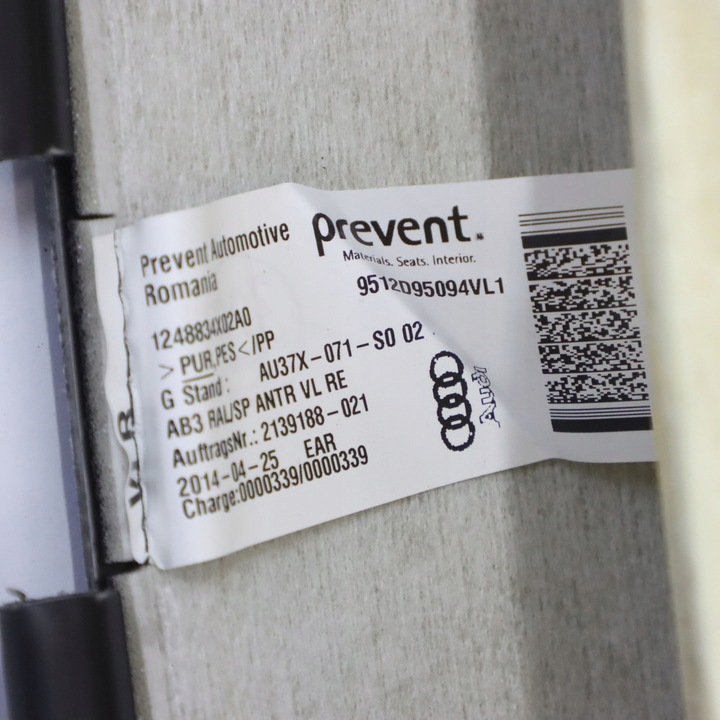 Prevent Automotive
Romania
prevent.
Materials. Seats. Interior.
9512D95094VL1
1248834X02A0
>PUR,PES</PP
G Stand: AU37X-071-S0 02
AB3 RAL/SP ANTR VL RE
AuftragsNr.: 2139188-021
2014-04-25 EAR
Charge:0000339/0000339
Audi